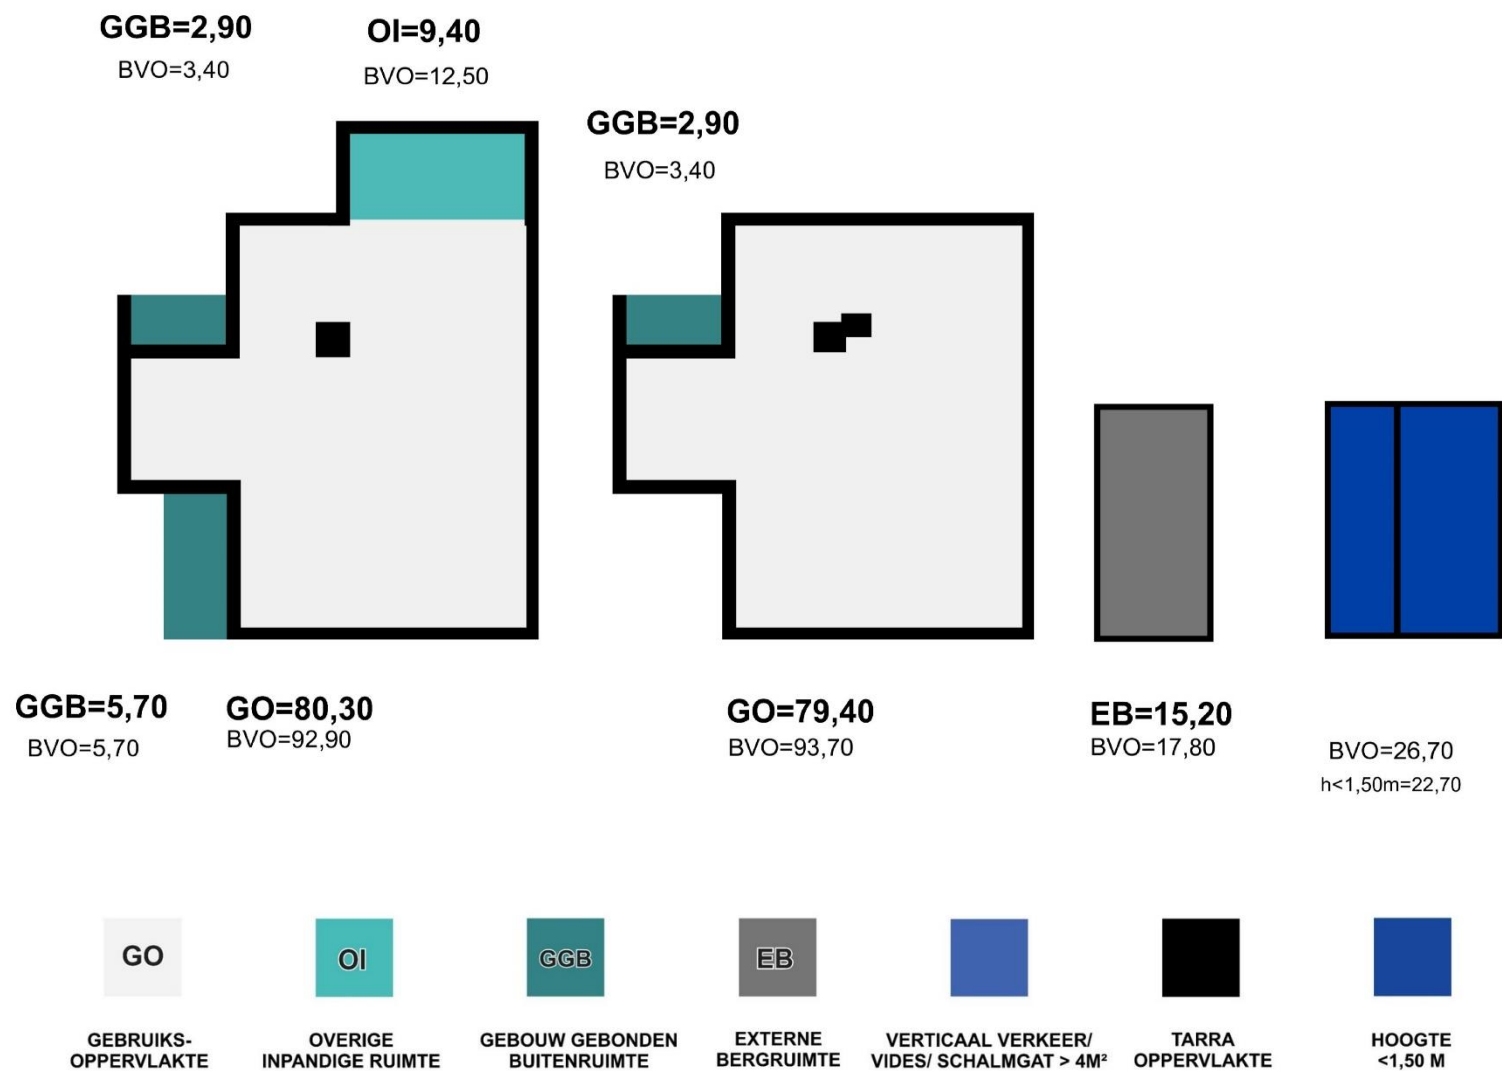 GGB=2,90
BVO=3,40
OI=9,40
BVO=12,50
GGB=2,90
BVO=3,40
GGB=5,70
BVO=5,70
GO=80,30
BVO=92,90
GO=79,40
BVO=93,70
EB=15,20
BVO=17,80
BVO=26,70
h<1,50m=22,70
GO
GEBRUIKS-
OPPERVLAKTE
OI
OVERIGE
INPANDIGE RUIMTE
GGB
GEBOUW GEBONDEN
BUITENRUIMTE
EB
EXTERNE
BERGRUIMTE
VERTICAAL VERKEER/
VIDES/ SCHALMGAT > 4M²
TARRA
OPPERVLAKTE
HOOGTE
<1,50 M